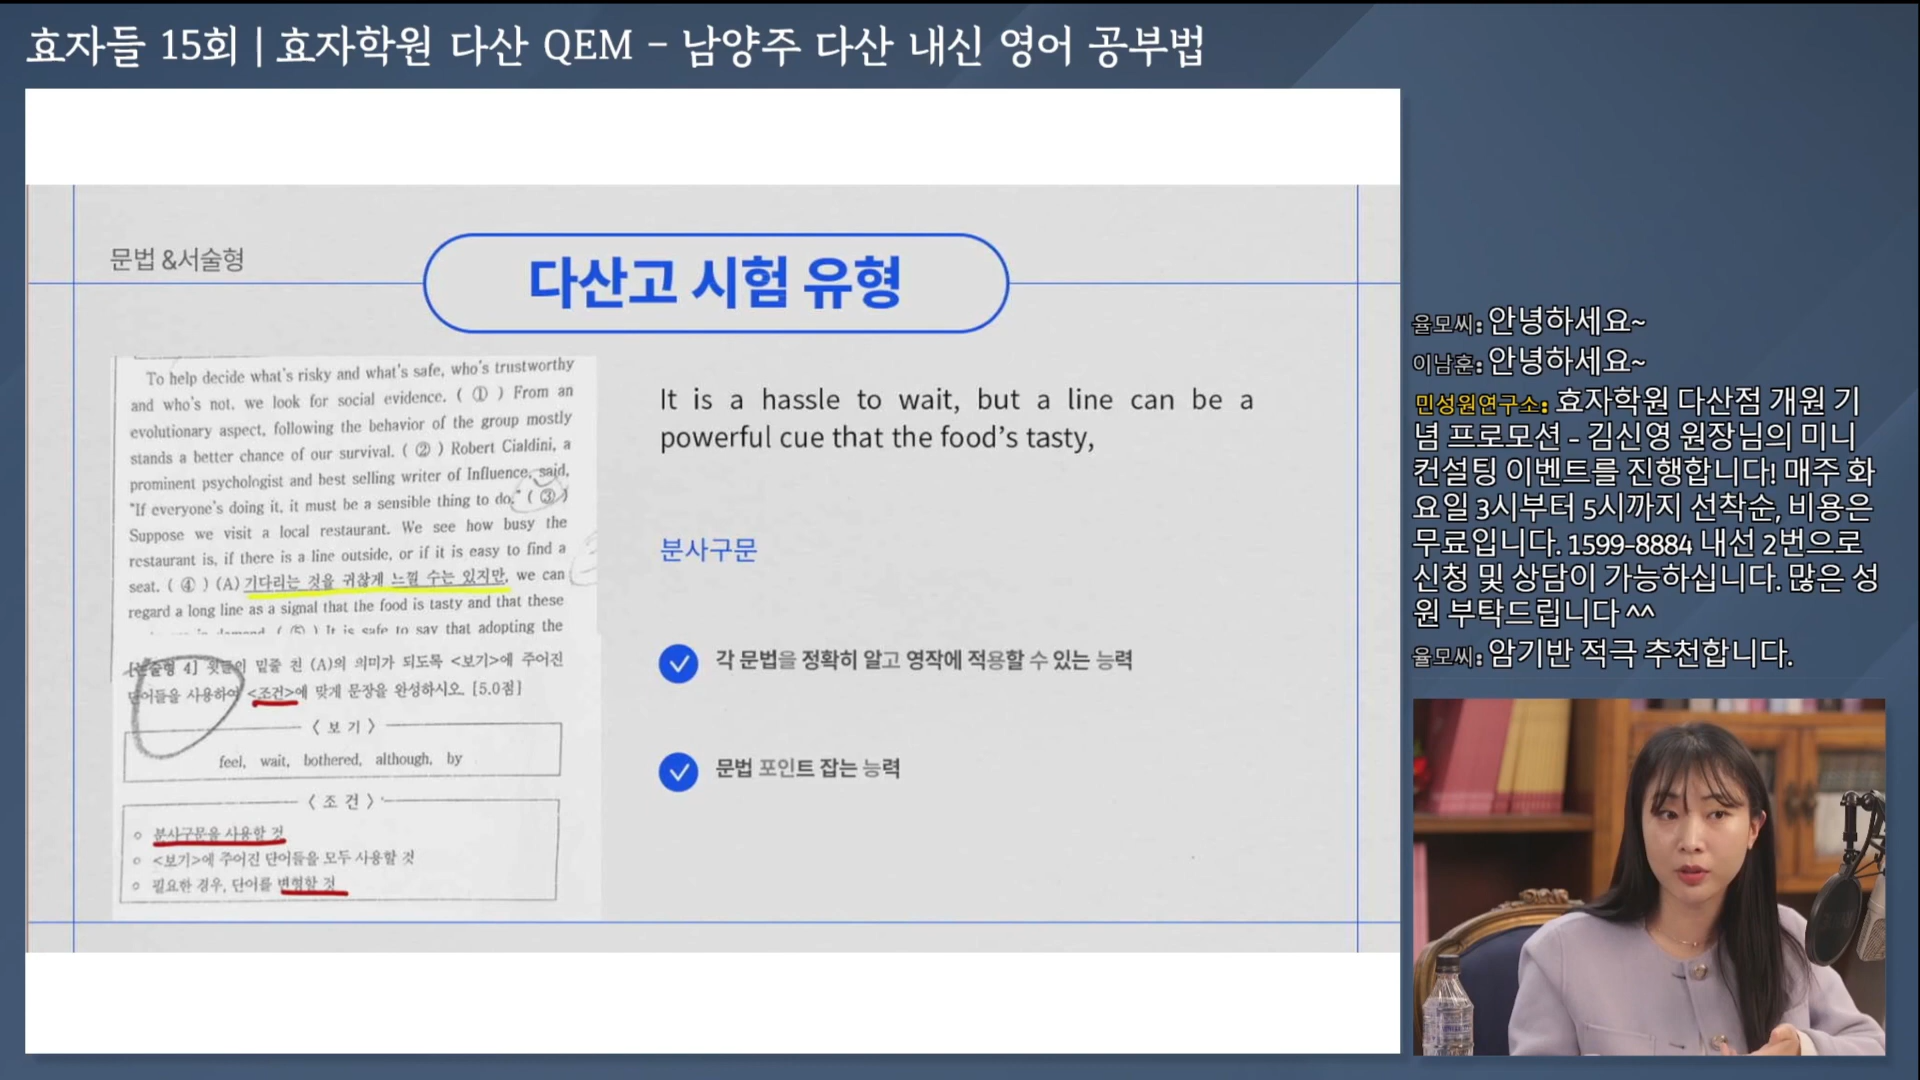 효자들 15회 | 효자학원 다산 QEM – 남양주 다산 내신 영어 공부법
문법 &서술형
다산고 시험 유형
To help decide what's risky and what's safe, who's trustworthy
and who's not, we look for social evidence. ( ① ) From an
evolutionary aspect, following the behavior of the group mostly
stands a better chance of our survival. ( ② ) Robert Cialdini, a
prominent psychologist and best selling writer of Influence, said,
"If everyone's doing it, it must be a sensible thing to do." ( ③ )
Suppose we visit a local restaurant. We see how busy the
restaurant is, if there is a line outside, or if it is easy to find a
seat. ( ④ ) (A) 기다리는 것을 귀찮게 느낄 수는 있지만, we can
regard a long line as a signal that the food is tasty and that these
demand. ( ⑤ ) It is safe to say that adopting the
[논술형 4] 윗글의 밑줄 친 (A)의 의미가 되도록 <보기>에 주어진
단어들을 사용하여 <조건>에 맞게 문장을 완성하시오. [5.0점]
< 보 기 >
feel, wait, bothered, although, by
< 조 건 >
○ 분사구문을 사용할 것
○ <보기>에 주어진 단어들을 모두 사용할 것
○ 필요한 경우, 단어를 변형할 것
It is a hassle to wait, but a line can be a
powerful cue that the food's tasty,
분사구문
각 문법을 정확히 알고 영작에 적용할 수 있는 능력
문법 포인트 잡는 능력
율모씨: 안녕하세요~
이남훈: 안녕하세요~
민성원연구소: 효자학원 다산점 개원 기
념 프로모션 - 김신영 원장님의 미니
컨설팅 이벤트를 진행합니다! 매주 화
요일 3시부터 5시까지 선착순, 비용은
무료입니다. 1599-8884 내선 2번으로
신청 및 상담이 가능하십니다. 많은 성
원 부탁드립니다 ^^
율모씨: 암기반 적극 추천합니다.